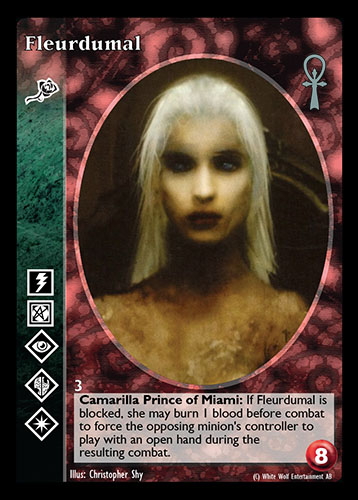 Fleurdumal
3
Camarilla Prince of Miami: If Fleurdumal is
blocked, she may burn 1 blood before combat
to force the opposing minion's controller to
play with an open hand during the
resulting combat.
8
Illus: Christopher Shy
(C) White Wolf Entertainment AB